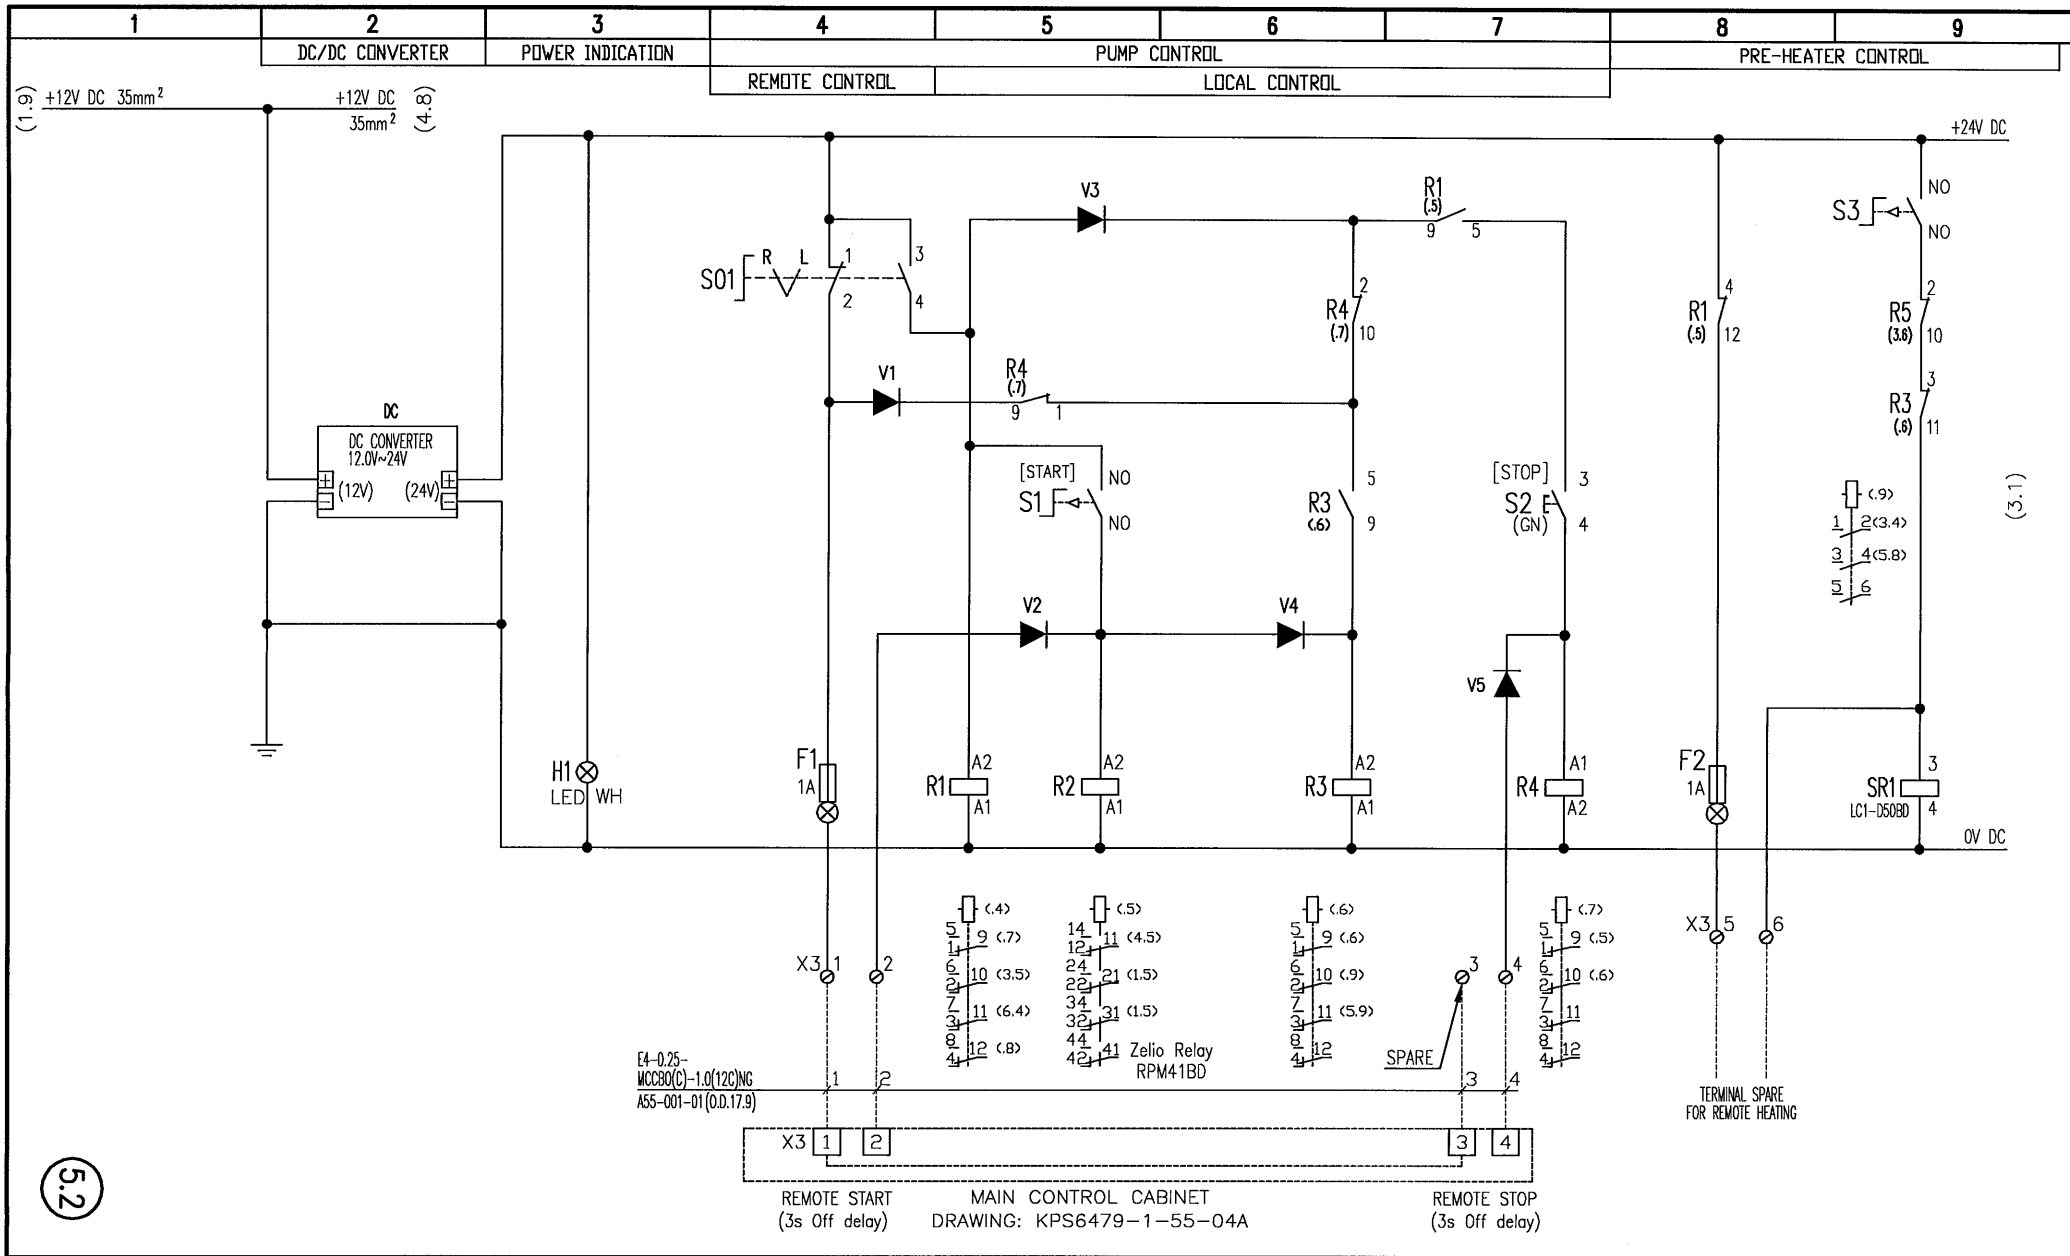 1 2 3 4 5 6 7 8 9
DC/DC CONVERTER
POWER INDICATION
PUMP CONTROL
PRE-HEATER CONTROL
REMOTE CONTROL
LOCAL CONTROL
(1.9)
+12V DC 35mm²
+12V DC
35mm²
(4.8)
+24V DC
V3
R1
(.5)
9 5
S01
R L
1
2
3
4
R4
(.7)
2
10
R1
(.5)
4
12
S3
NO
NO
R5
(3.6)
2
10
R3
(.6)
3
11
V1
R4
(.7)
9 1
DC
DC CONVERTER
12.0V~24V
+ +
(12V) (24V)
− −
[START]
S1
NO
NO
R3
(.6)
5
9
[STOP]
S2
(GN)
3
4
(3.1)
(.9)
1 2(3.4)
3 4(5.8)
5 6
V2
V4
V5
H1
LED WH
F1
1A
R1
A2
A1
R2
A2
A1
R3
A2
A1
R4
A1
A2
F2
1A
SR1
LC1-D50BD
3
4
0V DC
(.4)
5
1 9 (.7)
6
2 10 (3.5)
7
3 11 (6.4)
8
4 12 (.8)
(.5)
14
12 11 (4.5)
24
22 21 (1.5)
34
32 31 (1.5)
44
42 41
Zelio Relay
RPM41BD
(.6)
5
1 9 (.6)
6
2 10 (.9)
7
3 11 (5.9)
8
4 12
(.7)
5
1 9 (.5)
6
2 10 (.6)
7
3 11
8
4 12
X3 1 2
3 4
SPARE
X3 5 6
TERMINAL SPARE
FOR REMOTE HEATING
E4-0.25-
MCCB0(C)-1.0(12C)NG
A55-001-01(O.D.17.9)
1 2 3 4
X3 1 2 3 4
REMOTE START
(3s Off delay)
MAIN CONTROL CABINET
DRAWING: KPS6479-1-55-04A
REMOTE STOP
(3s Off delay)
5.2